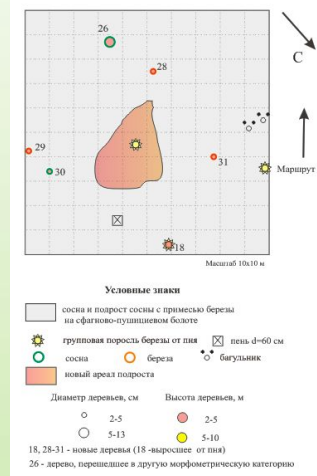 26
28
С
29
30
31
Маршрут
18
Масштаб 10х10 м
Условные знаки
сосна и подрост сосны с примесью березы
на сфагново-пушициевом болоте
групповая поросль березы от пня
пень d=60 см
сосна
береза
багульник
новый ареал подроста
Диаметр деревьев, см
Высота деревьев, м
2-5
2-5
5-13
5-10
18, 28-31 - новые деревья (18 -выросшее от пня)
26 - дерево, перешедшее в другую морфометрическую категорию